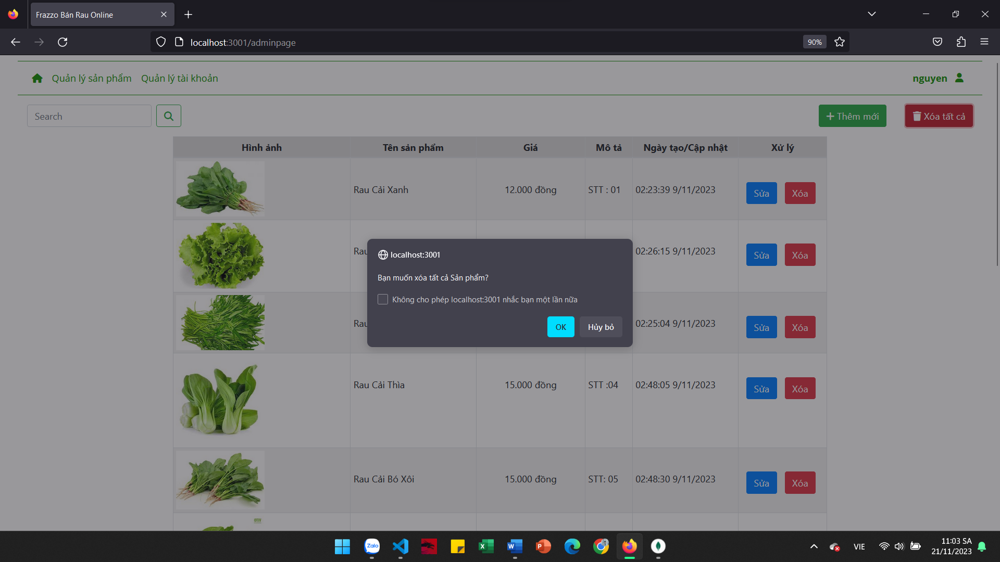 Frazzo Bán Rau Online
localhost:3001/adminpage
90%
Quản lý sản phẩm Quản lý tài khoản
nguyen
Search
Thêm mới
Xóa tất cả
Hình ảnh Tên sản phẩm Giá Mô tả Ngày tạo/Cập nhật Xử lý
Rau Cải Xanh 12.000 đồng STT : 01 02:23:39 9/11/2023 Sửa Xóa
Rau 02:26:15 9/11/2023 Sửa Xóa
localhost:3001
Bạn muốn xóa tất cả Sản phẩm?
Không cho phép localhost:3001 nhắc bạn một lần nữa
OK Hủy bỏ
Rau 02:25:04 9/11/2023 Sửa Xóa
Rau Cải Thìa 15.000 đồng STT :04 02:48:05 9/11/2023 Sửa Xóa
Rau Cải Bó Xôi 15.000 đồng STT: 05 02:48:30 9/11/2023 Sửa Xóa
Zalo
VIE
11:03 SA
21/11/2023